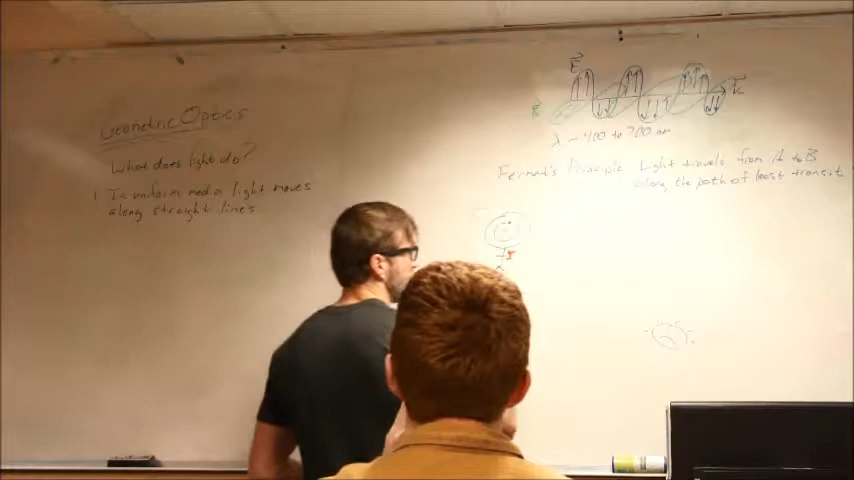 Geometric Optics
What does light do?
1 In uniform media light moves
along straight lines
E
K
λ ~ 400 to 700 nm
Fermat's Principle Light travels from A to B
along the path of least transit